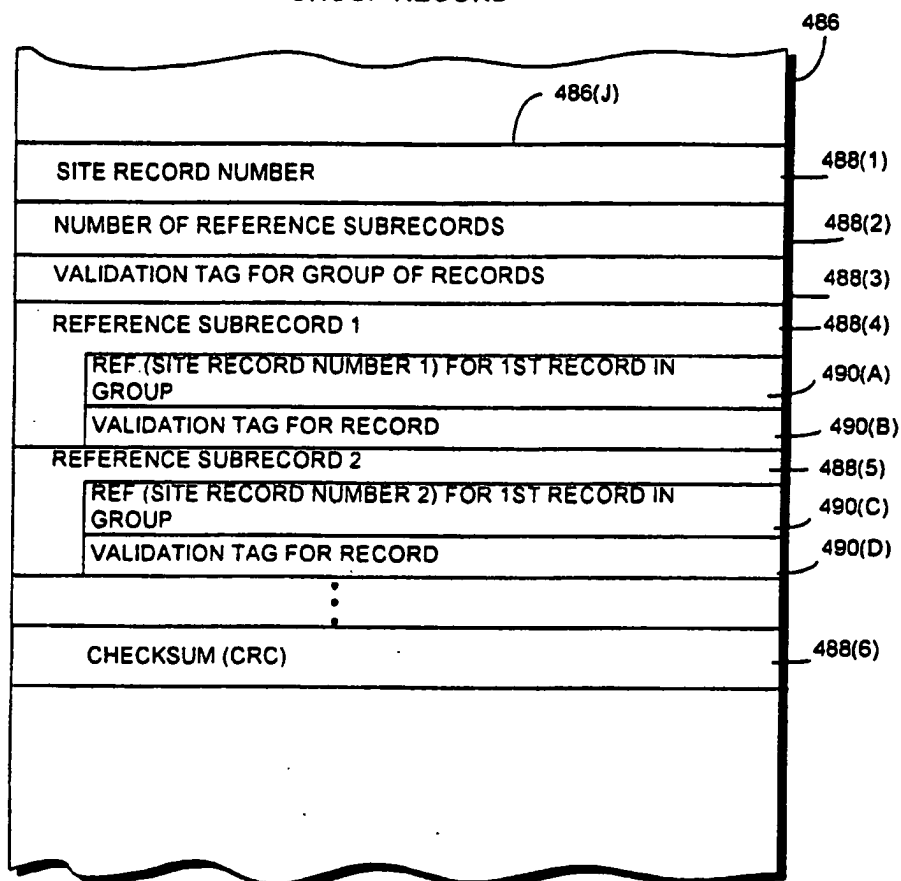 GROUP RECORD
486
486(J)
SITE RECORD NUMBER 488(1)
NUMBER OF REFERENCE SUBRECORDS 488(2)
VALIDATION TAG FOR GROUP OF RECORDS 488(3)
REFERENCE SUBRECORD 1 488(4)
REF. (SITE RECORD NUMBER 1) FOR 1ST RECORD IN
GROUP 490(A)
VALIDATION TAG FOR RECORD 490(B)
REFERENCE SUBRECORD 2 488(5)
REF (SITE RECORD NUMBER 2) FOR 1ST RECORD IN
GROUP 490(C)
VALIDATION TAG FOR RECORD 490(D)
CHECKSUM (CRC) 488(6)